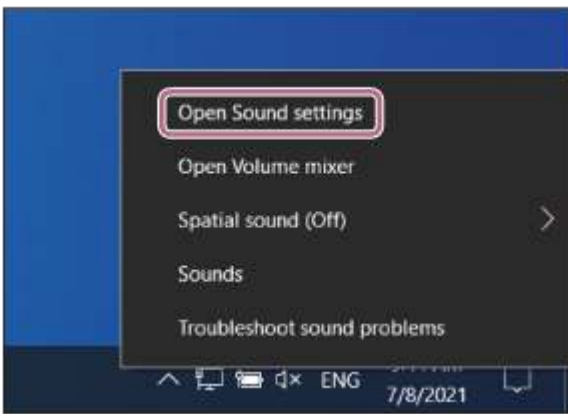 Open Sound settings
Open Volume mixer
Spatial sound (Off)
Sounds
Troubleshoot sound problems
ENG
7/8/2021